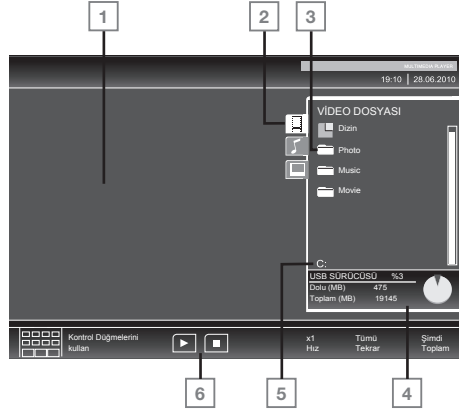 1
2
3
MULTIMEDIA PLAYER
19:10 | 28.06.2010
VİDEO DOSYASI
Dizin
Photo
Music
Movie
C:
USB SÜRÜCÜSÜ %3
Dolu (MB) 475
Toplam (MB) 19145
Kontrol Düğmelerini
kullan
x1
Hız
Tümü
Tekrar
Şimdi
Toplam
6
5
4